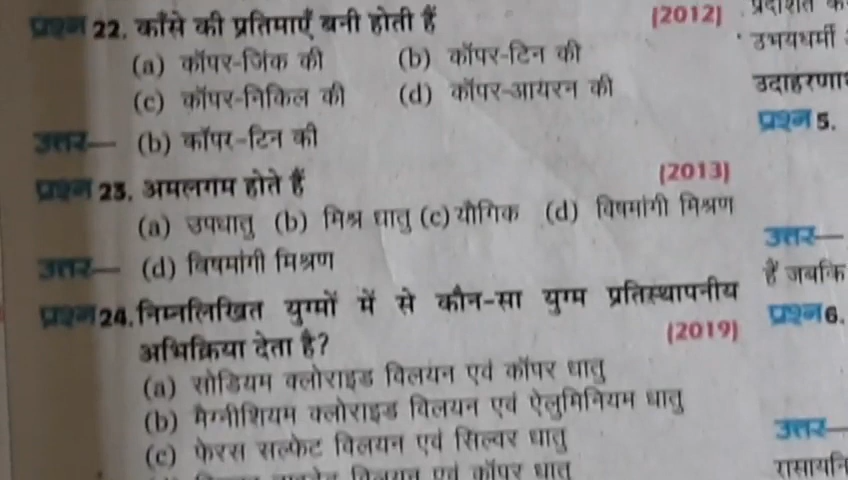 प्रश्न 22. काँसे की प्रतिमाएँ बनी होती हैं [2012]
(a) कॉपर-जिंक की (b) कॉपर-टिन की
(c) कॉपर-निकिल की (d) कॉपर-आयरन की
उत्तर— (b) कॉपर-टिन की
प्रश्न 23. अमलगम होते हैं [2013]
(a) उपधातु (b) मिश्र धातु (c) यौगिक (d) विषमांगी मिश्रण
उत्तर— (d) विषमांगी मिश्रण
प्रश्न 24. निम्नलिखित युग्मों में से कौन-सा युग्म प्रतिस्थापनीय
अभिक्रिया देता है? [2019]
(a) सोडियम क्लोराइड विलयन एवं कॉपर धातु
(b) मैग्नीशियम क्लोराइड विलयन एवं ऐलुमिनियम धातु
(c) फेरस सल्फेट विलयन एवं सिल्वर धातु
विलयन एवं कॉपर धातु
उभयधर्मी
प्रश्न 5.
उत्तर—
हैं जबकि
प्रश्न 6.
उत्तर—